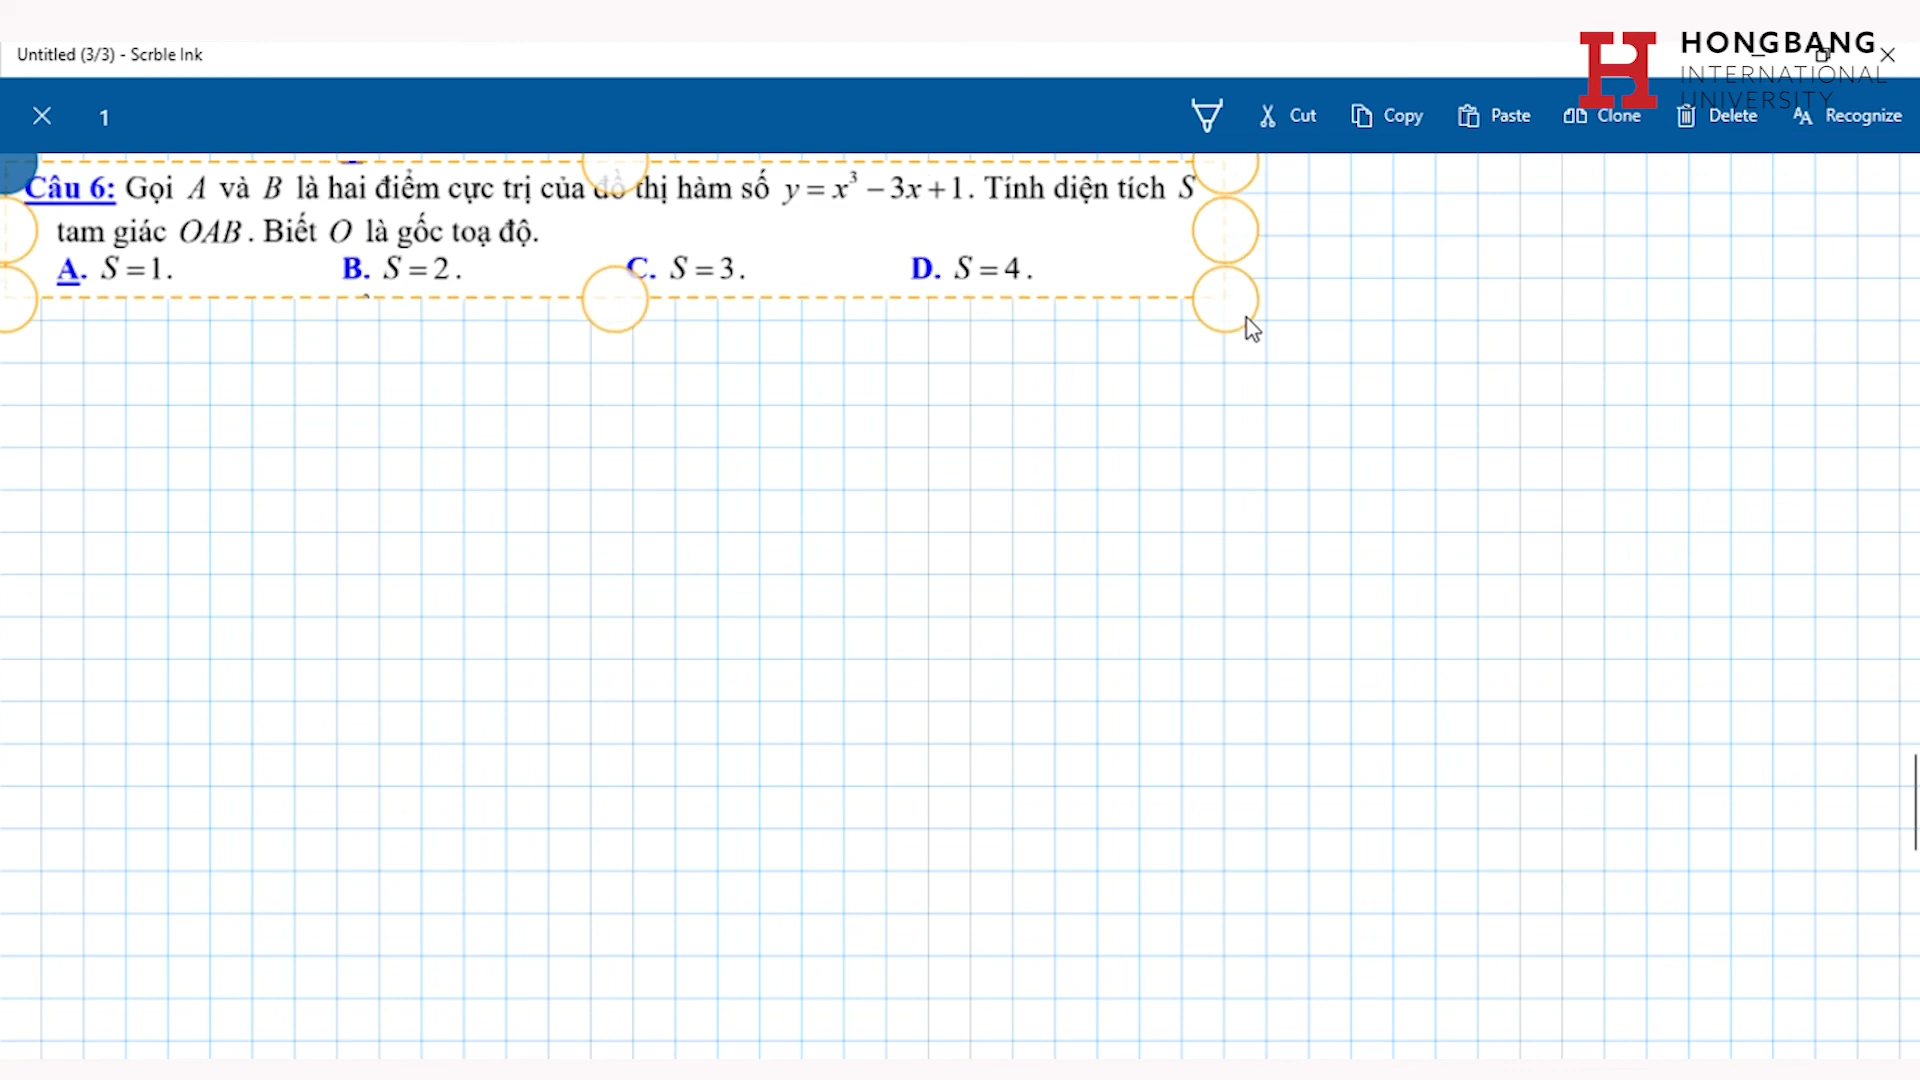 Untitled (3/3) - Scrble Ink
HONGBANG
INTERNATIONAL
UNIVERSITY
1
Cut
Copy
Paste
Clone
Delete
Recognize
Câu 6: Gọi A và B là hai điểm cực trị của đồ thị hàm số y = x³ − 3x + 1. Tính diện tích S
tam giác OAB. Biết O là gốc toạ độ.
A. S = 1.
B. S = 2.
C. S = 3.
D. S = 4.